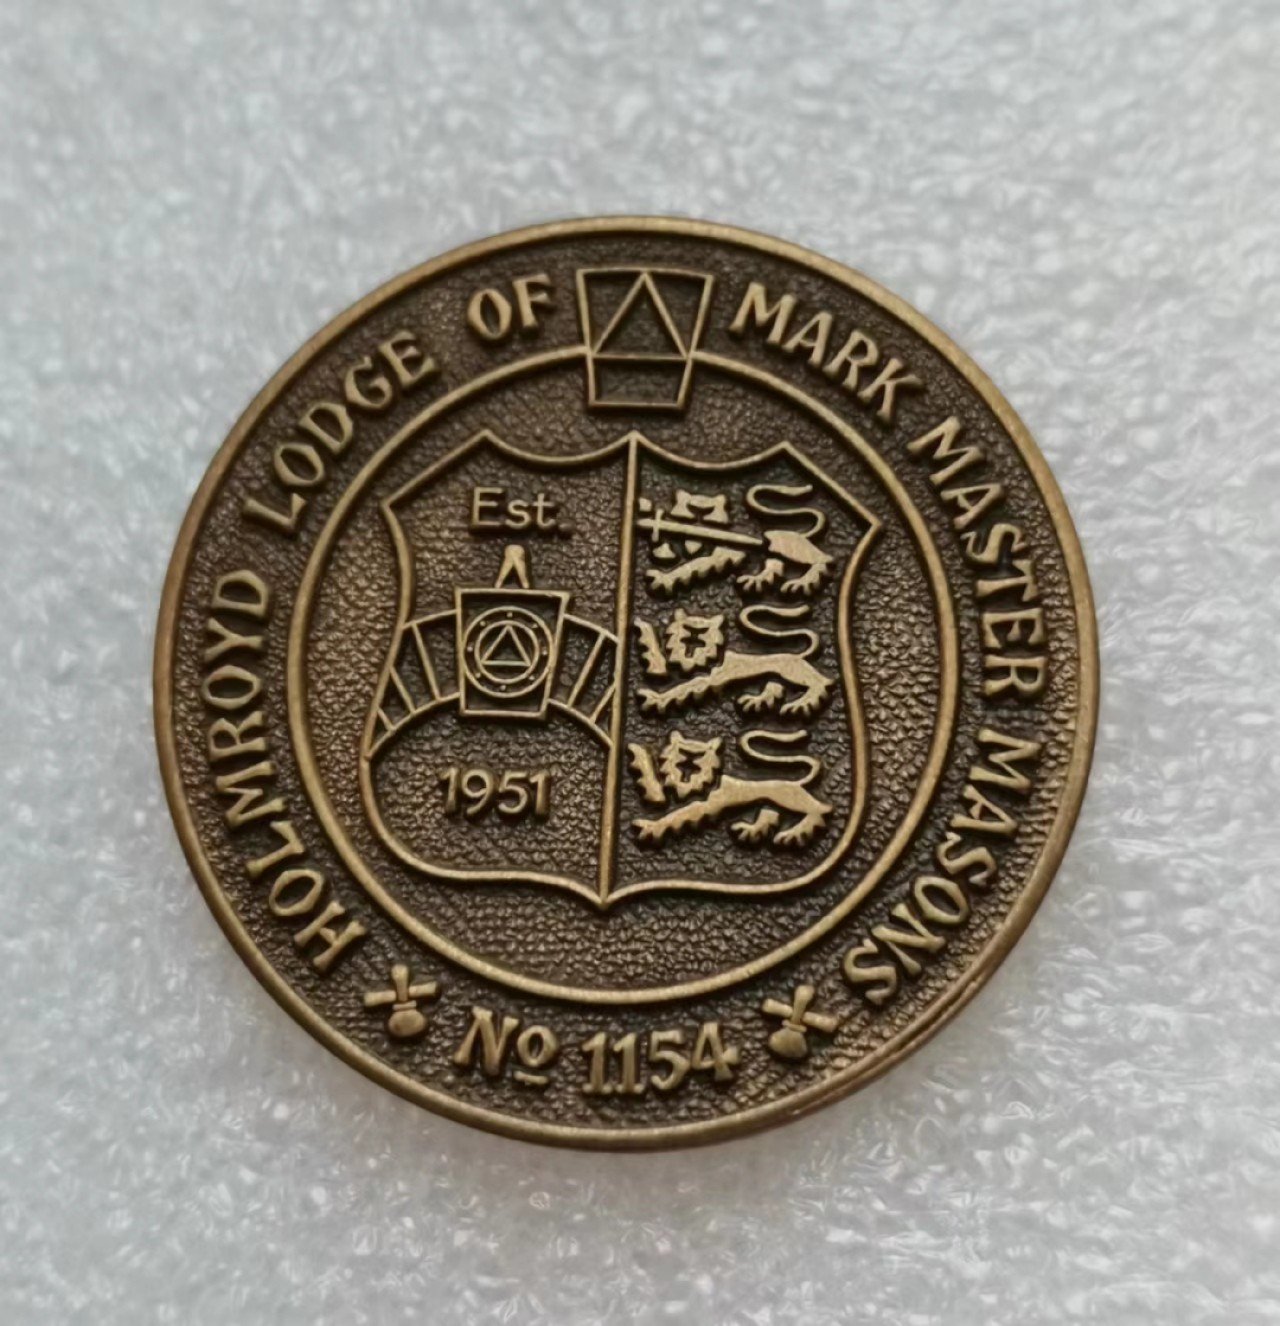 HOLMROYD LODGE OF MARK MASTER MASONS
Est.
1951
No 1154